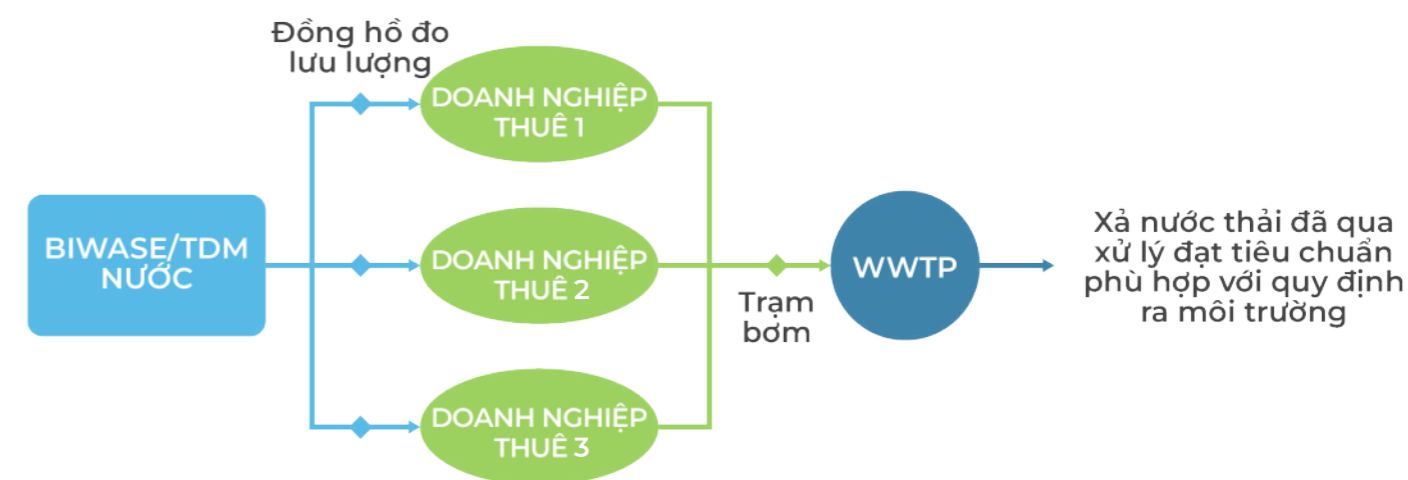 Đồng hồ đo
lưu lượng
DOANH NGHIỆP
THUÊ 1
BIWASE/TDM
NƯỚC
DOANH NGHIỆP
THUÊ 2
DOANH NGHIỆP
THUÊ 3
Trạm
bơm
WWTP
Xả nước thải đã qua
xử lý đạt tiêu chuẩn
phù hợp với quy định
ra môi trường